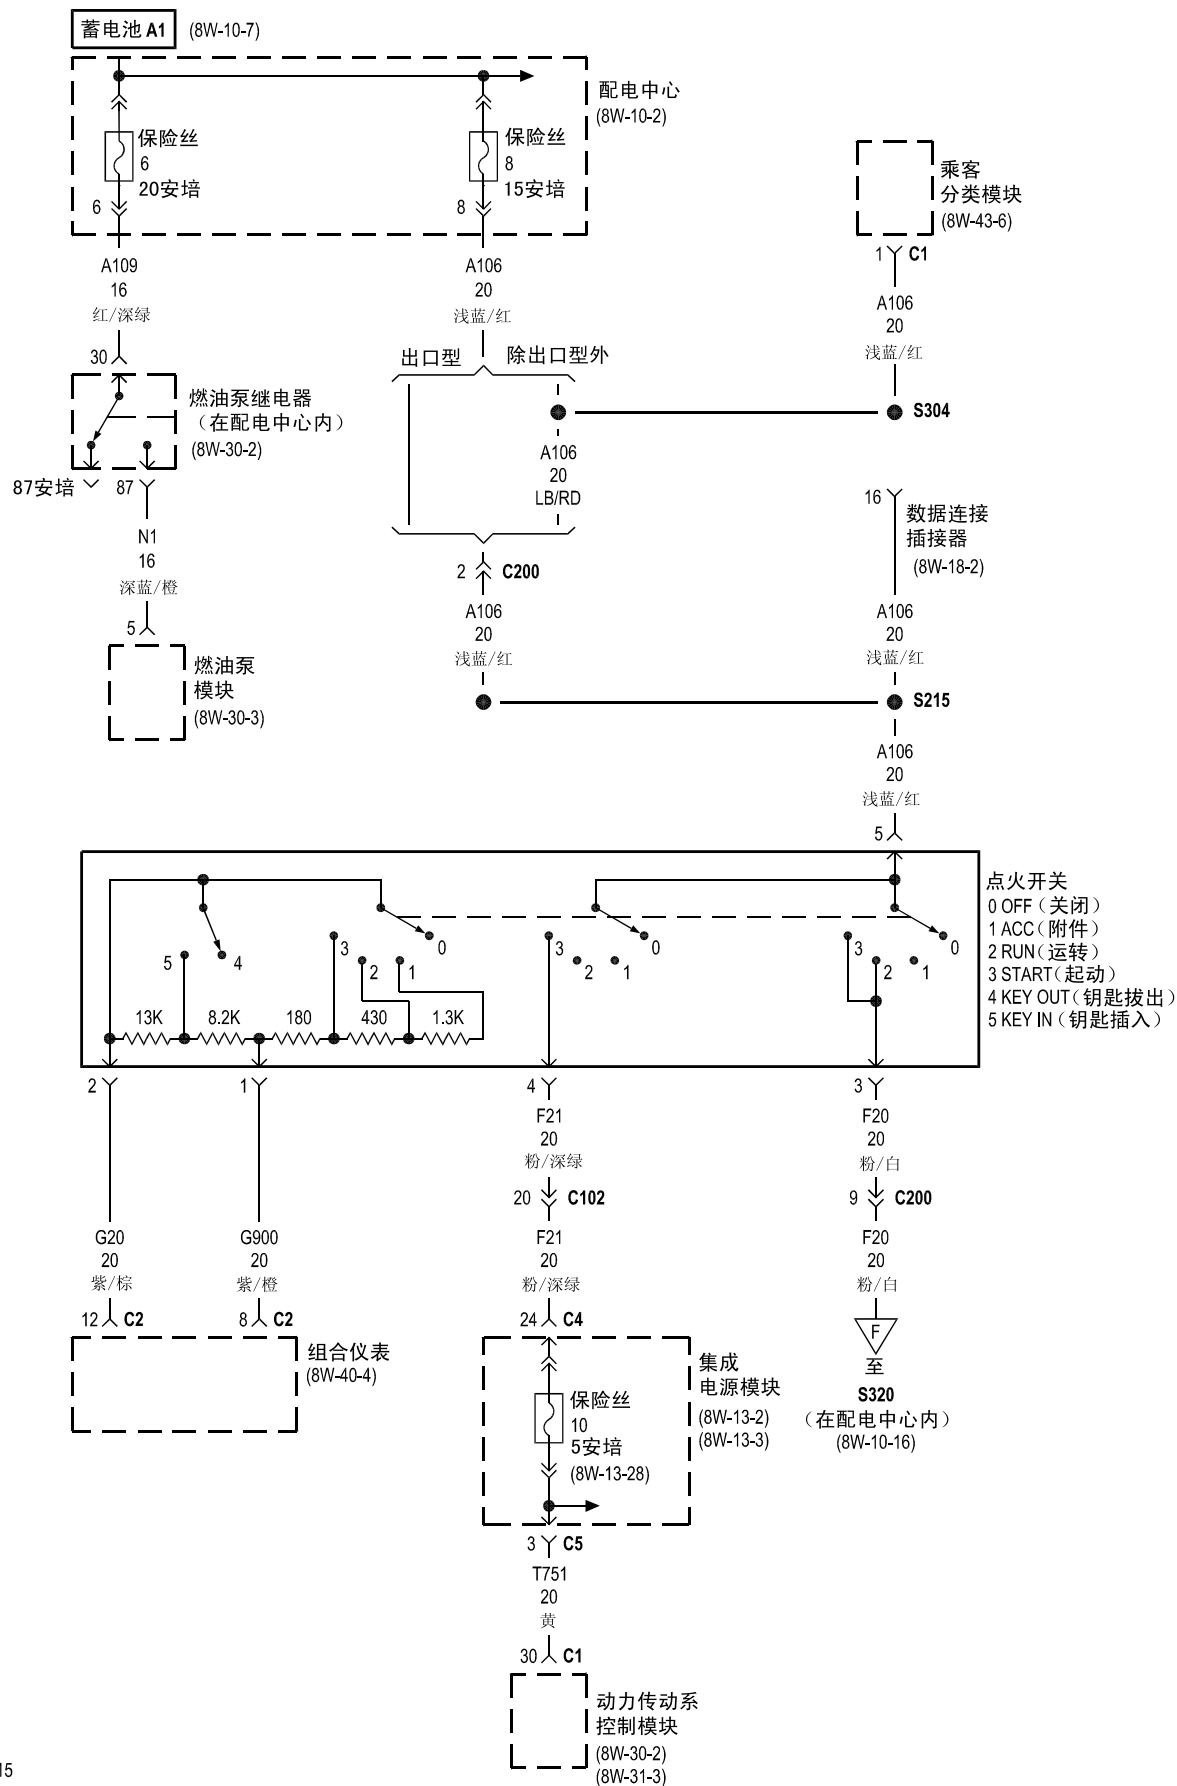 蓄电池 A1
(8W-10-7)
配电中心
(8W-10-2)
保险丝
6
20安培
6
保险丝
8
15安培
8
A109
16
红/深绿
A106
20
浅蓝/红
乘客
分类模块
(8W-43-6)
1
C1
A106
20
浅蓝/红
30
燃油泵继电器
（在配电中心内）
(8W-30-2)
87安培
87
N1
16
深蓝/橙
5
燃油泵
模块
(8W-30-3)
出口型
除出口型外
A106
20
LB/RD
S304
2
C200
A106
20
浅蓝/红
16
数据连接
插接器
(8W-18-2)
A106
20
浅蓝/红
S215
A106
20
浅蓝/红
5
点火开关
0 OFF（关闭）
1 ACC（附件）
2 RUN（运转）
3 START（起动）
4 KEY OUT（钥匙拔出）
5 KEY IN（钥匙插入）
5
4
3
2
1
0
3
2
1
0
3
2
1
0
13K
8.2K
180
430
1.3K
2
1
4
3
F21
20
粉/深绿
F20
20
粉/白
20
C102
9
C200
G20
20
紫/棕
G900
20
紫/橙
F21
20
粉/深绿
F20
20
粉/白
12
C2
8
C2
24
C4
F
至
S320
（在配电中心内）
(8W-10-16)
组合仪表
(8W-40-4)
保险丝
10
5安培
(8W-13-28)
集成
电源模块
(8W-13-2)
(8W-13-3)
3
C5
T751
20
黄
30
C1
动力传动系
控制模块
(8W-30-2)
(8W-31-3)
15